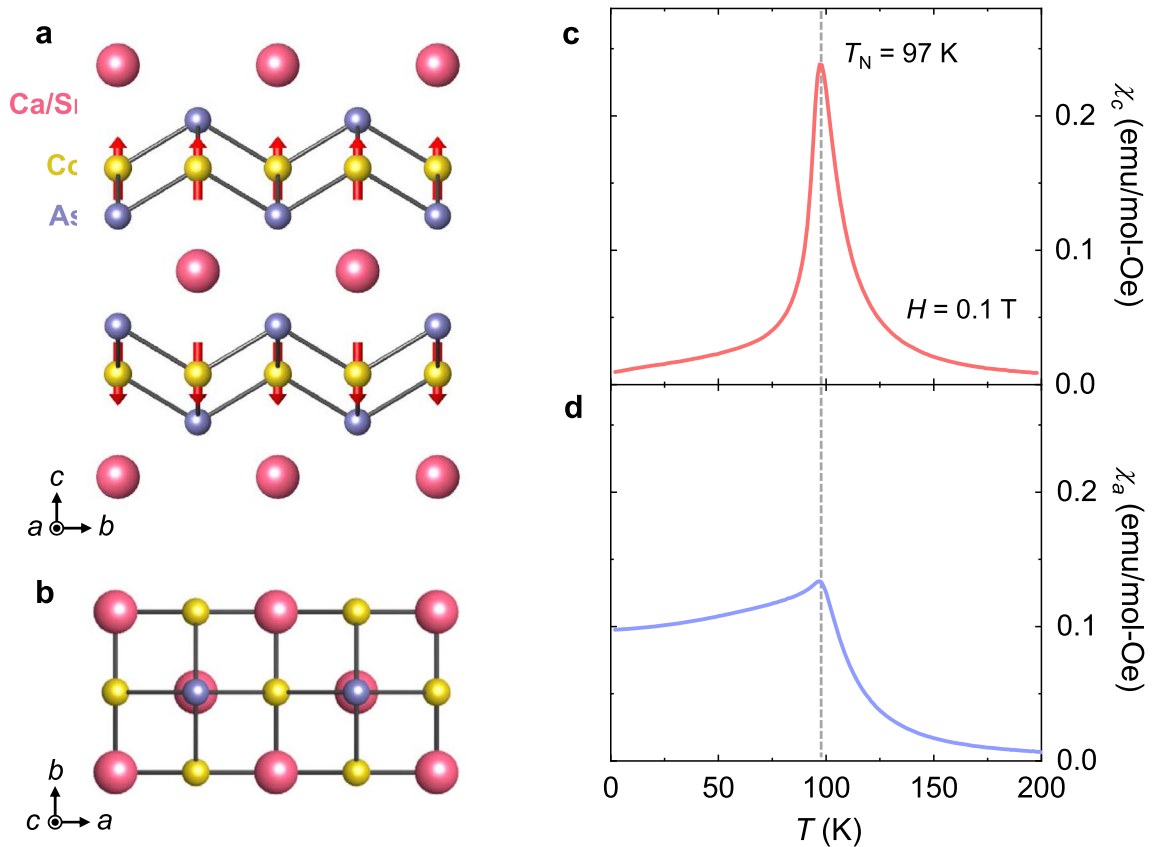 a
Ca/Sr
Co
As
c
a
b
b
b
c
a
c
T_N = 97 K
H = 0.1 T
0.2
0.1
0.0
χ_c (emu/mol-Oe)
d
0.2
0.1
0.0
χ_a (emu/mol-Oe)
0
50
100
150
200
T (K)